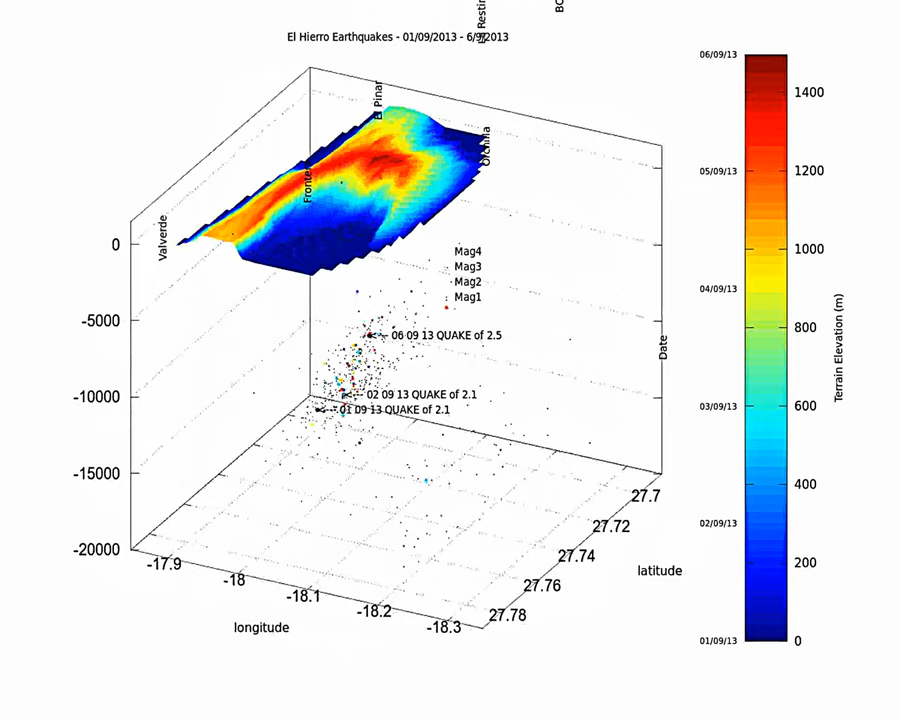 El Hierro Earthquakes - 01/09/2013 - 6/9/2013
El Pinar
Orchilla
Valverde
Mag4
Mag3
Mag2
Mag1
06 09 13 QUAKE of 2.5
02 09 13 QUAKE of 2.1
01 09 13 QUAKE of 2.1
0
-5000
-10000
-15000
-20000
-17.9
-18
-18.1
-18.2
-18.3
longitude
27.7
27.72
27.74
27.76
27.78
latitude
Date
06/09/13
05/09/13
04/09/13
03/09/13
02/09/13
01/09/13
1400
1200
1000
800
600
400
200
0
Terrain Elevation (m)